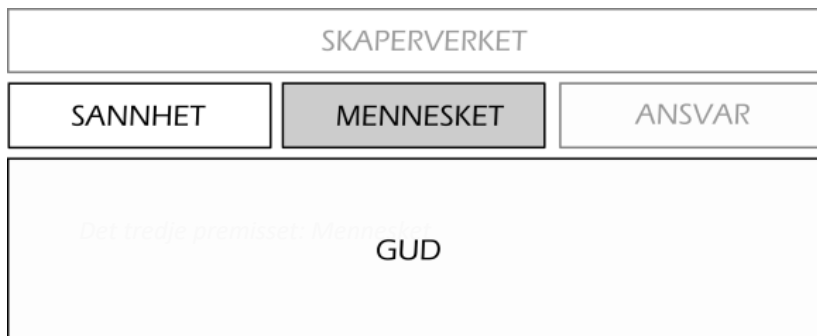 SKAPERVERKET
SANNHET MENNESKET ANSVAR
Det tredje premisset: Mennesket
GUD